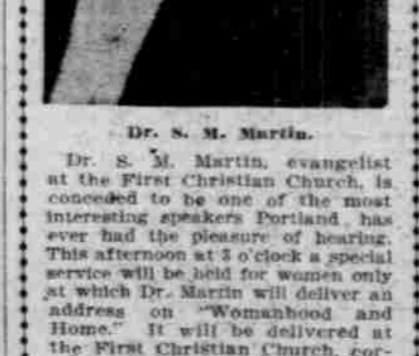 Dr. S. M. Martin.
Dr. S. M. Martin, evangelist
at the First Christian Church, is
conceded to be one of the most
interesting speakers Portland has
ever had the pleasure of hearing.
This afternoon at 3 o'clock a special
service will be held for women only
at which Dr. Martin will deliver an
address on "Womanhood and
Home." It will be delivered at
the First Christian Church, cor-